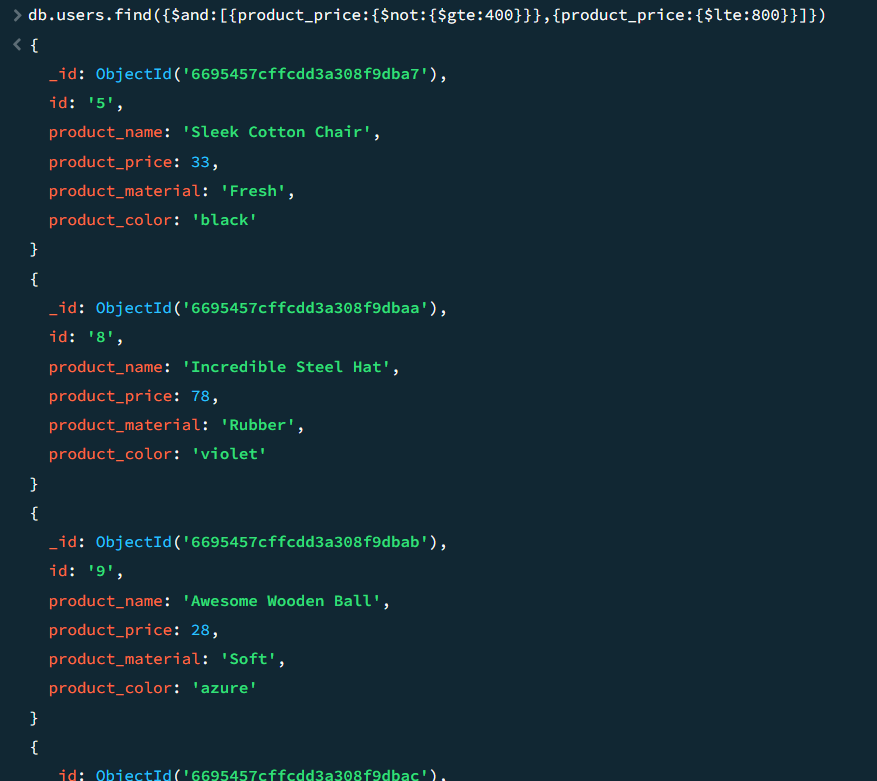 db.users.find({$and:[{product_price:{$not:{$gte:400}}},{product_price:{$lte:800}}]})
{
_id: ObjectId('6695457cffcdd3a308f9dba7'),
id: '5',
product_name: 'Sleek Cotton Chair',
product_price: 33,
product_material: 'Fresh',
product_color: 'black'
}
{
_id: ObjectId('6695457cffcdd3a308f9dbaa'),
id: '8',
product_name: 'Incredible Steel Hat',
product_price: 78,
product_material: 'Rubber',
product_color: 'violet'
}
{
_id: ObjectId('6695457cffcdd3a308f9dbab'),
id: '9',
product_name: 'Awesome Wooden Ball',
product_price: 28,
product_material: 'Soft',
product_color: 'azure'
}
{
_id: ObjectId('6695457cffcdd3a308f9dbac'),